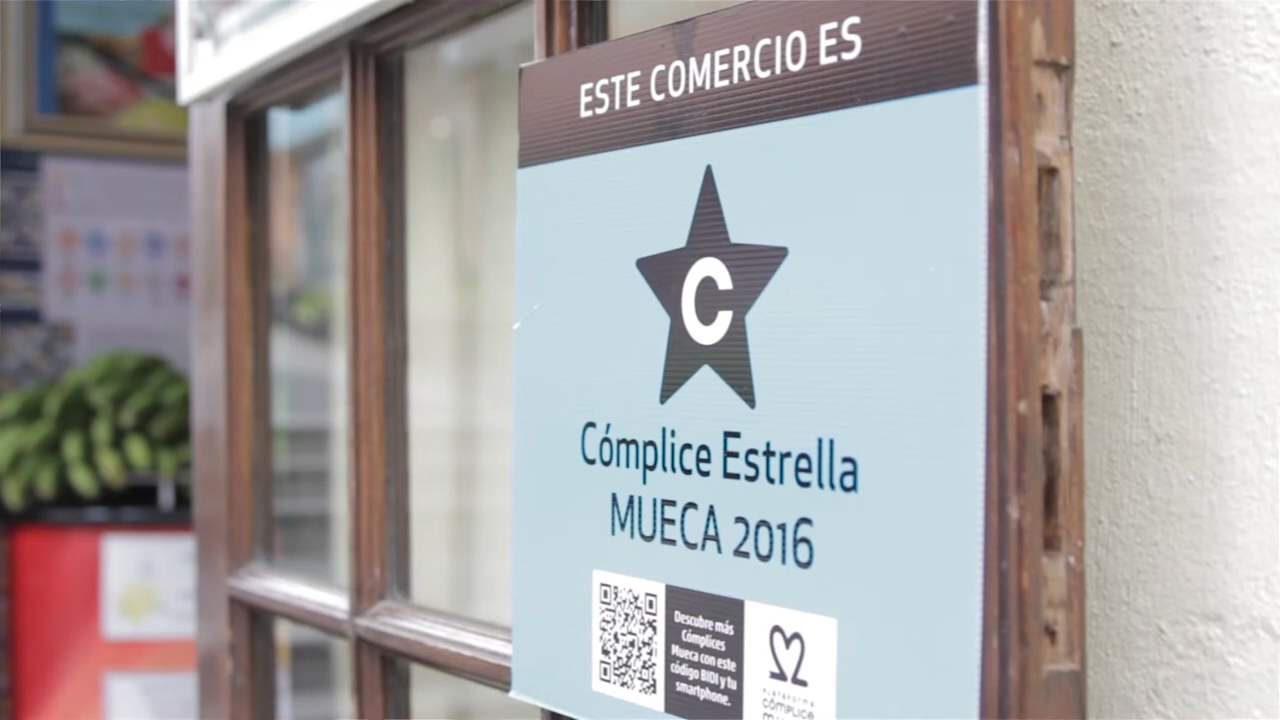 ESTE COMERCIO ES
C
Cómplice Estrella
MUECA 2016
Descubre más
Cómplices
Mueca con este
código BIDI y tu
smartphone.
PLATAFORMA
CÓMPLICE